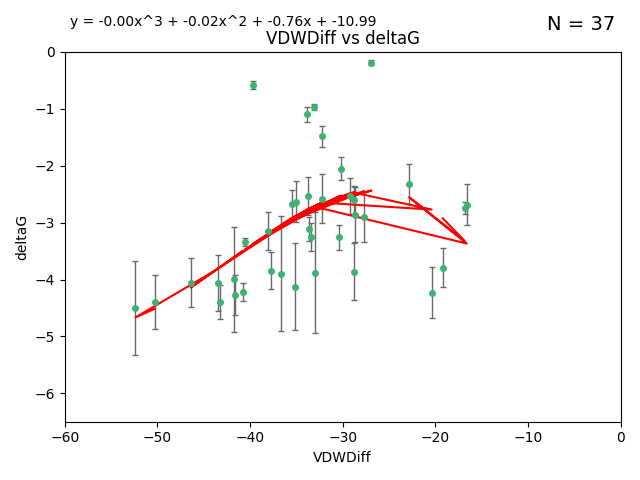 y = -0.00x^3 + -0.02x^2 + -0.76x + -10.99
N = 37
VDWDiff vs deltaG
0
−1
−2
−3
−4
−5
−6
deltaG
−60 −50 −40 −30 −20 −10 0
VDWDiff